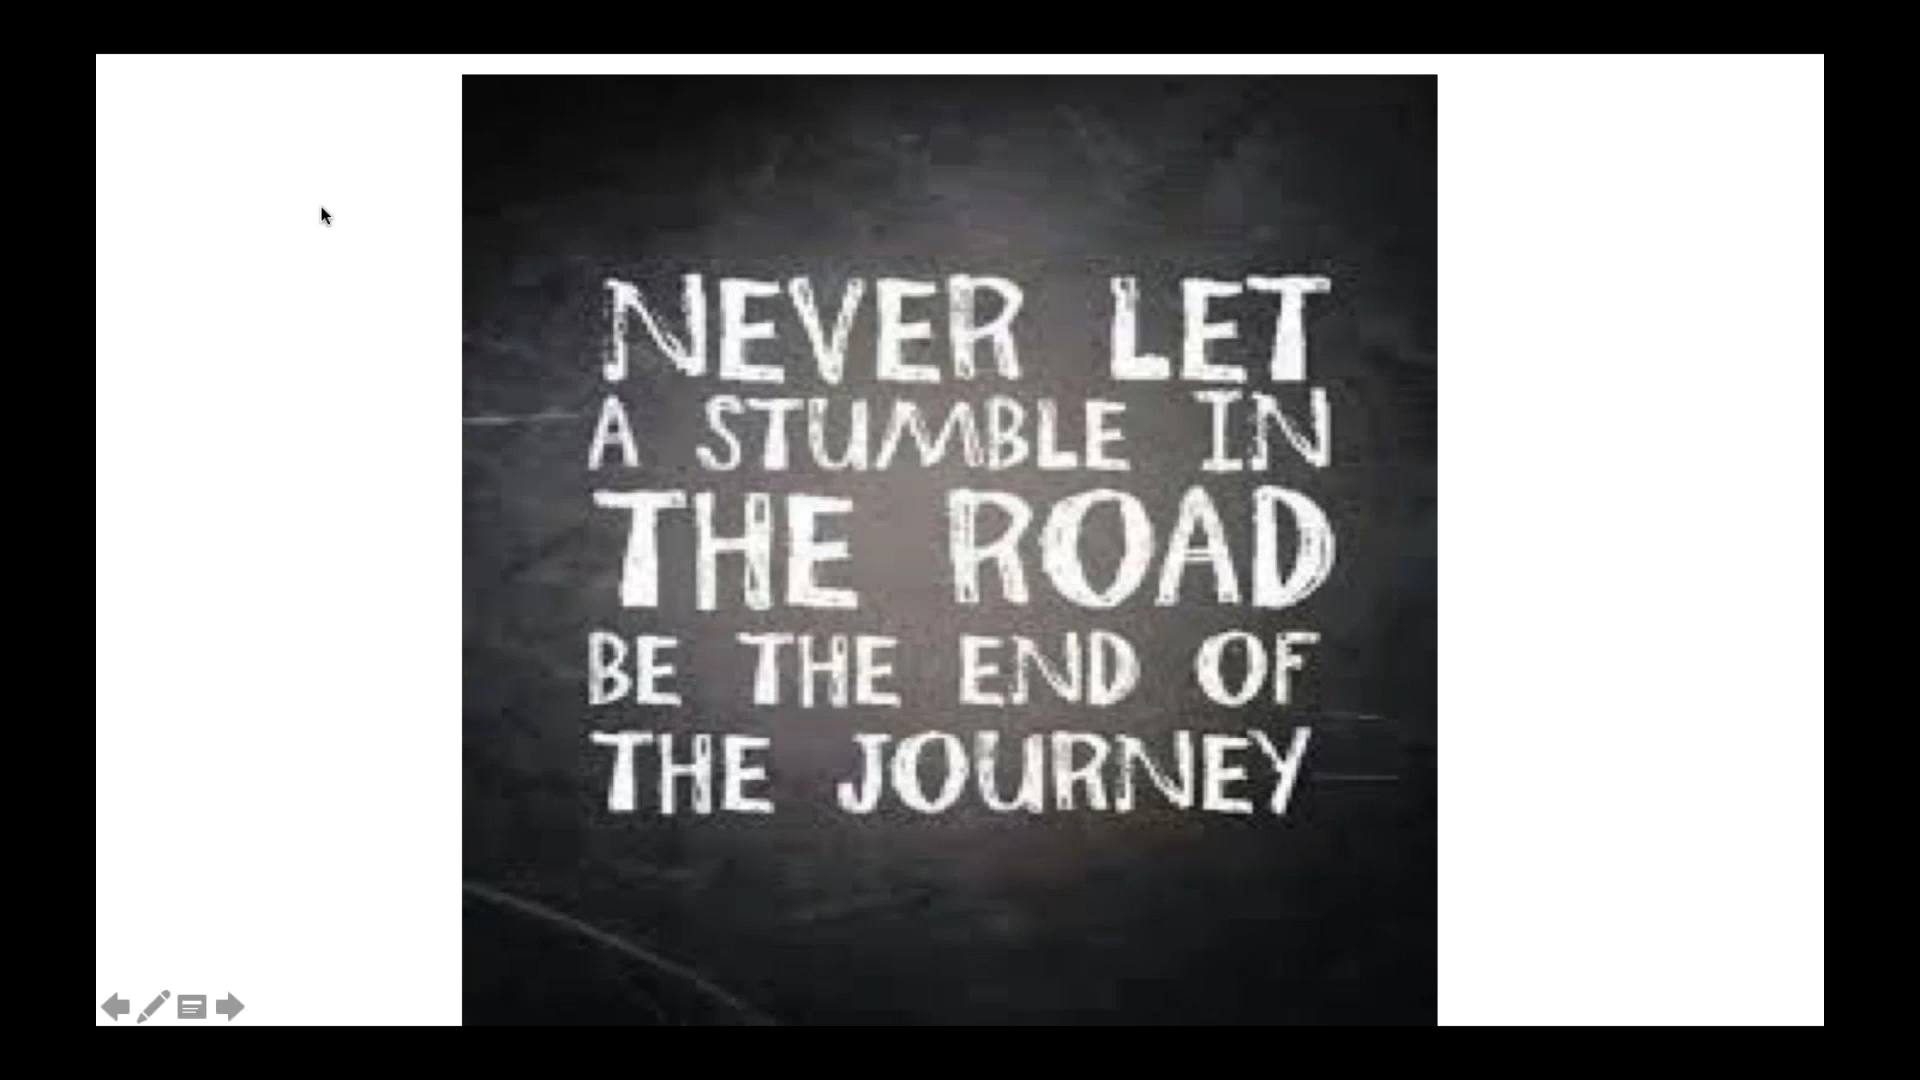 NEVER LET
A STUMBLE IN
THE ROAD
BE THE END OF
THE JOURNEY